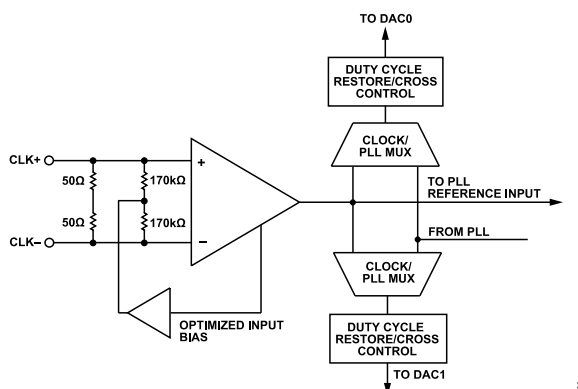 TO DAC0
DUTY CYCLE
RESTORE/CROSS
CONTROL
CLOCK/
PLL MUX
CLK+
50Ω
170kΩ
+
TO PLL
REFERENCE INPUT
50Ω
170kΩ
FROM PLL
CLK–
–
CLOCK/
PLL MUX
OPTIMIZED INPUT
BIAS
DUTY CYCLE
RESTORE/CROSS
CONTROL
TO DAC1